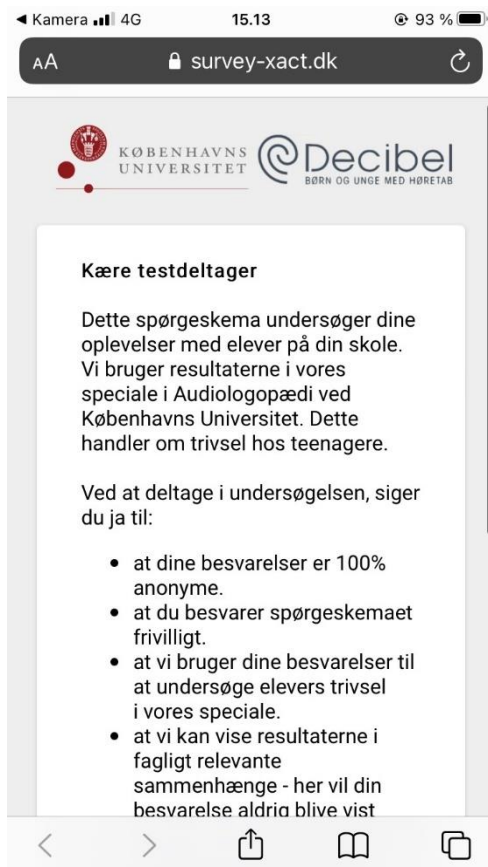 Kamera 4G 15.13 93 %
AA survey-xact.dk
KØBENHAVNS
UNIVERSITET
Decibel
BØRN OG UNGE MED HØRETAB
Kære testdeltager
Dette spørgeskema undersøger dine
oplevelser med elever på din skole.
Vi bruger resultaterne i vores
speciale i Audiologopædi ved
Københavns Universitet. Dette
handler om trivsel hos teenagere.
Ved at deltage i undersøgelsen, siger
du ja til:
• at dine besvarelser er 100%
anonyme.
• at du besvarer spørgeskemaet
frivilligt.
• at vi bruger dine besvarelser til
at undersøge elevers trivsel
i vores speciale.
• at vi kan vise resultaterne i
fagligt relevante
sammenhænge - her vil din
besvarelse aldrig blive vist